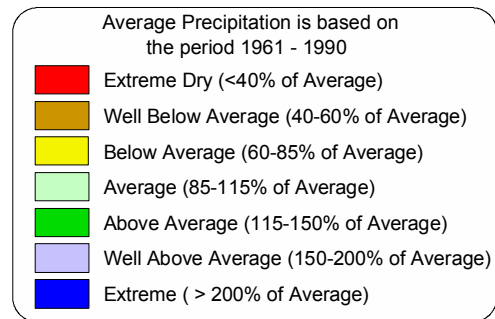 Average Precipitation is based on
the period 1961 - 1990
Extreme Dry (<40% of Average)
Well Below Average (40-60% of Average)
Below Average (60-85% of Average)
Average (85-115% of Average)
Above Average (115-150% of Average)
Well Above Average (150-200% of Average)
Extreme ( > 200% of Average)